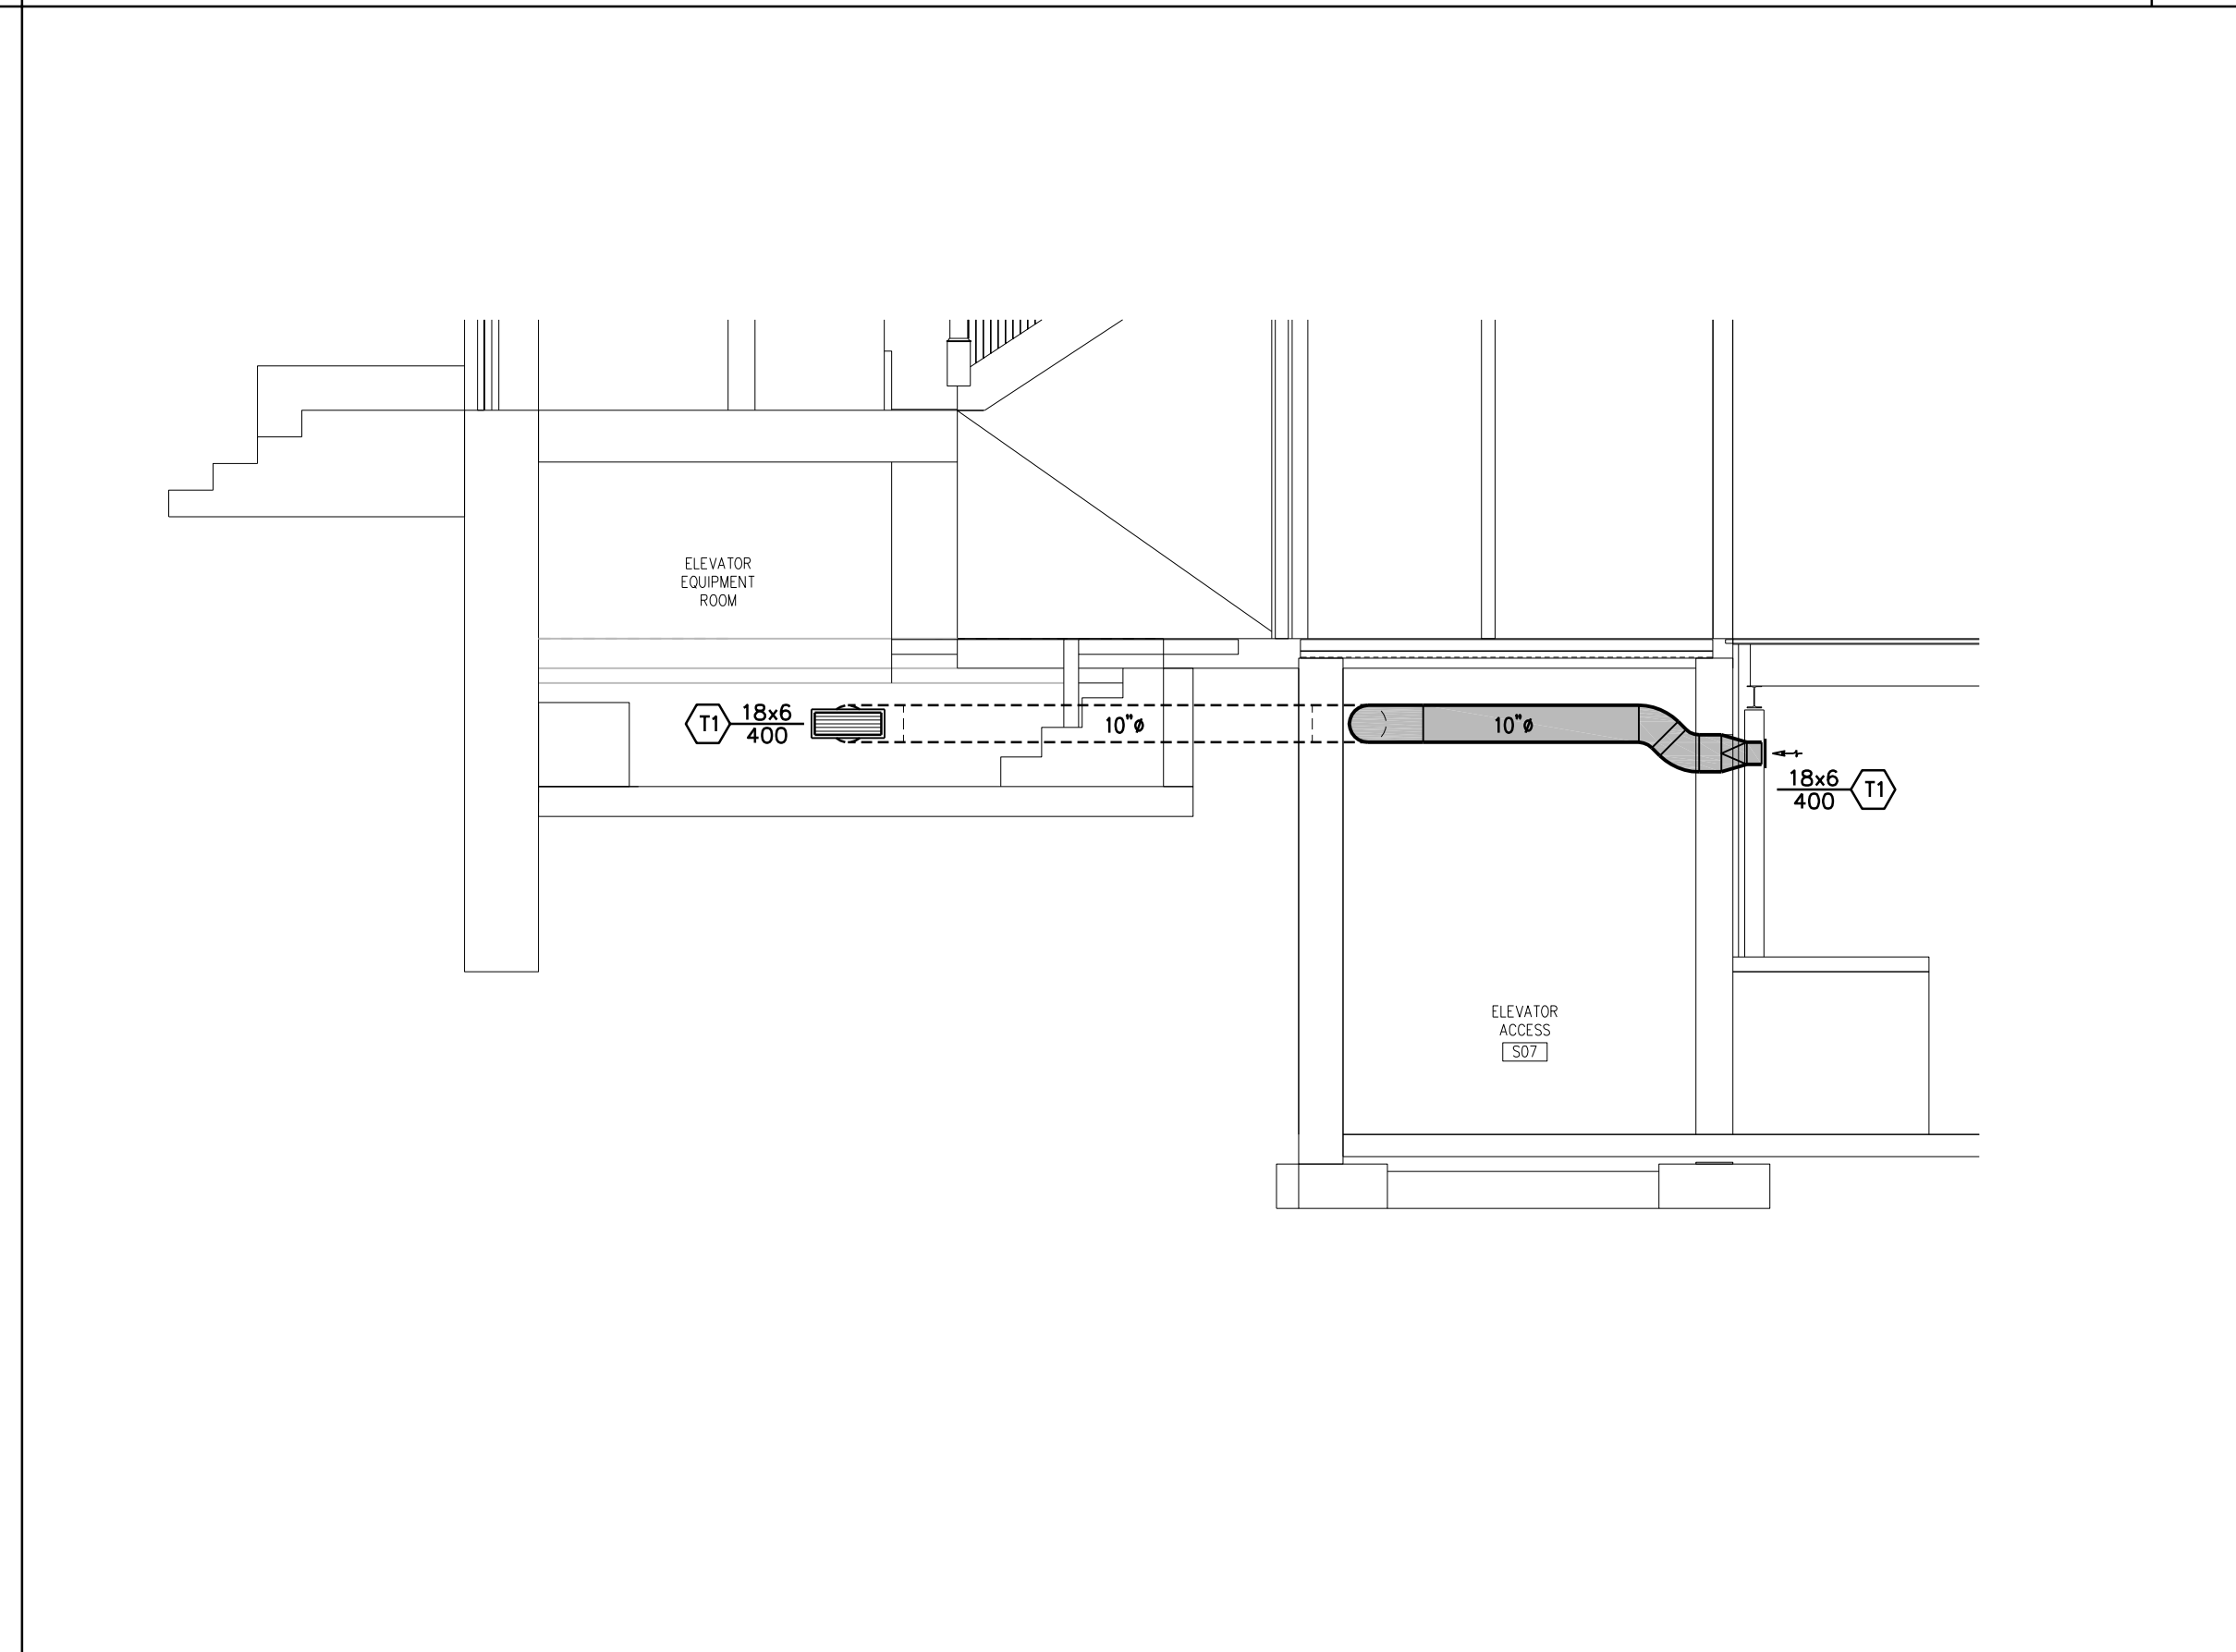 ELEVATOR
EQUIPMENT
ROOM
T1
18x6
400
10"ø
10"ø
18x6
400
T1
ELEVATOR
ACCESS
S07